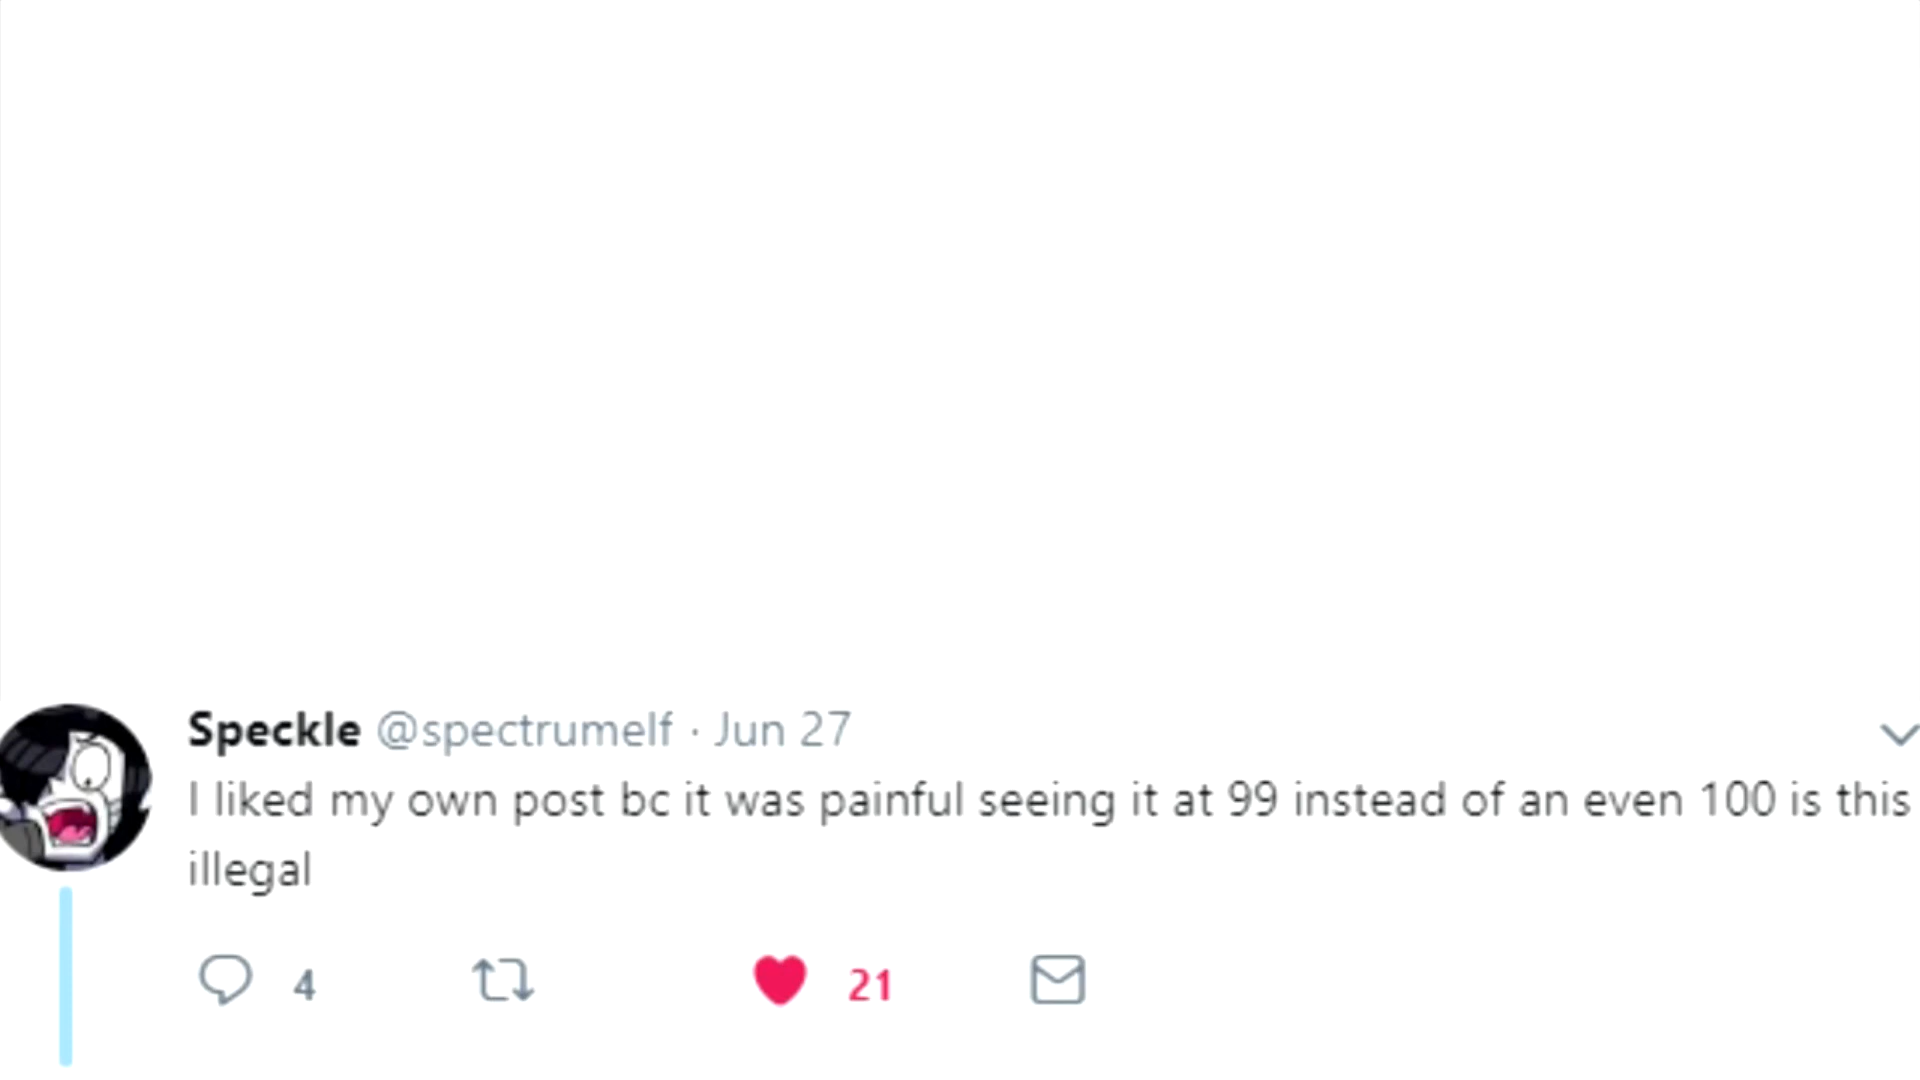 Speckle @spectrumelf · Jun 27
I liked my own post bc it was painful seeing it at 99 instead of an even 100 is this
illegal
4 21